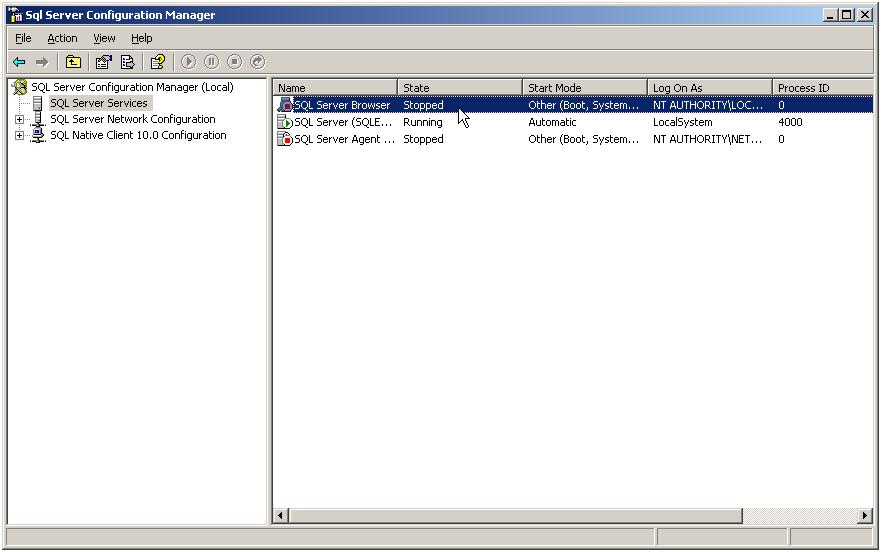 Sql Server Configuration Manager
File Action View Help
SQL Server Configuration Manager (Local)
SQL Server Services
SQL Server Network Configuration
SQL Native Client 10.0 Configuration
Name State Start Mode Log On As Process ID
SQL Server Browser Stopped Other (Boot, System... NT AUTHORITY\LOC... 0
SQL Server (SQLE... Running Automatic LocalSystem 4000
SQL Server Agent ... Stopped Other (Boot, System... NT AUTHORITY\NET... 0